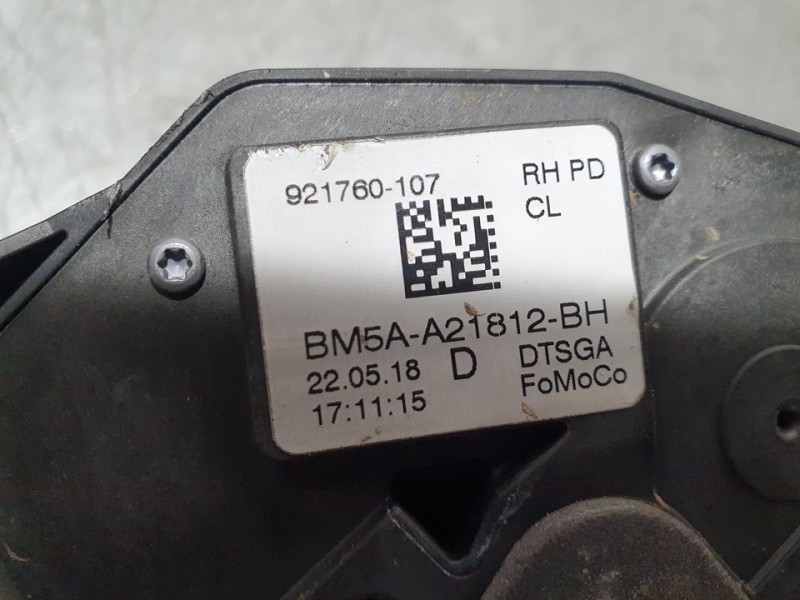 921760-107
RH PD
CL
BM5A-A21812-BH
22.05.18 D DTSGA
17:11:15 FoMoCo